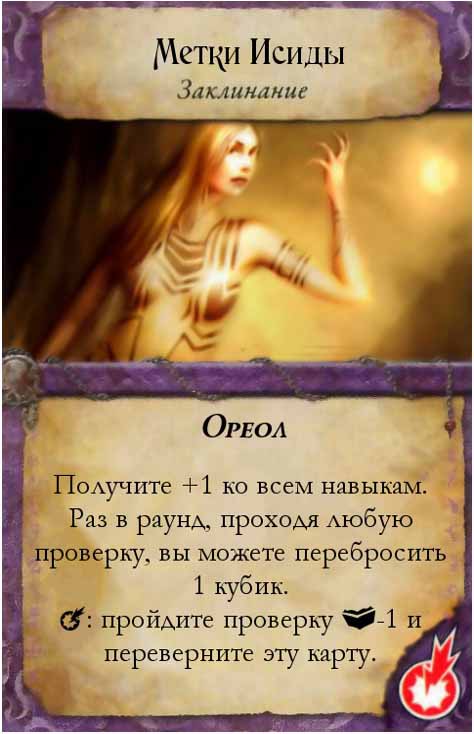 Метки Исиды
Заклинание
Ореол
Получите +1 ко всем навыкам.
Раз в раунд, проходя любую
проверку, вы можете перебросить
1 кубик.
: пройдите проверку -1 и
переверните эту карту.